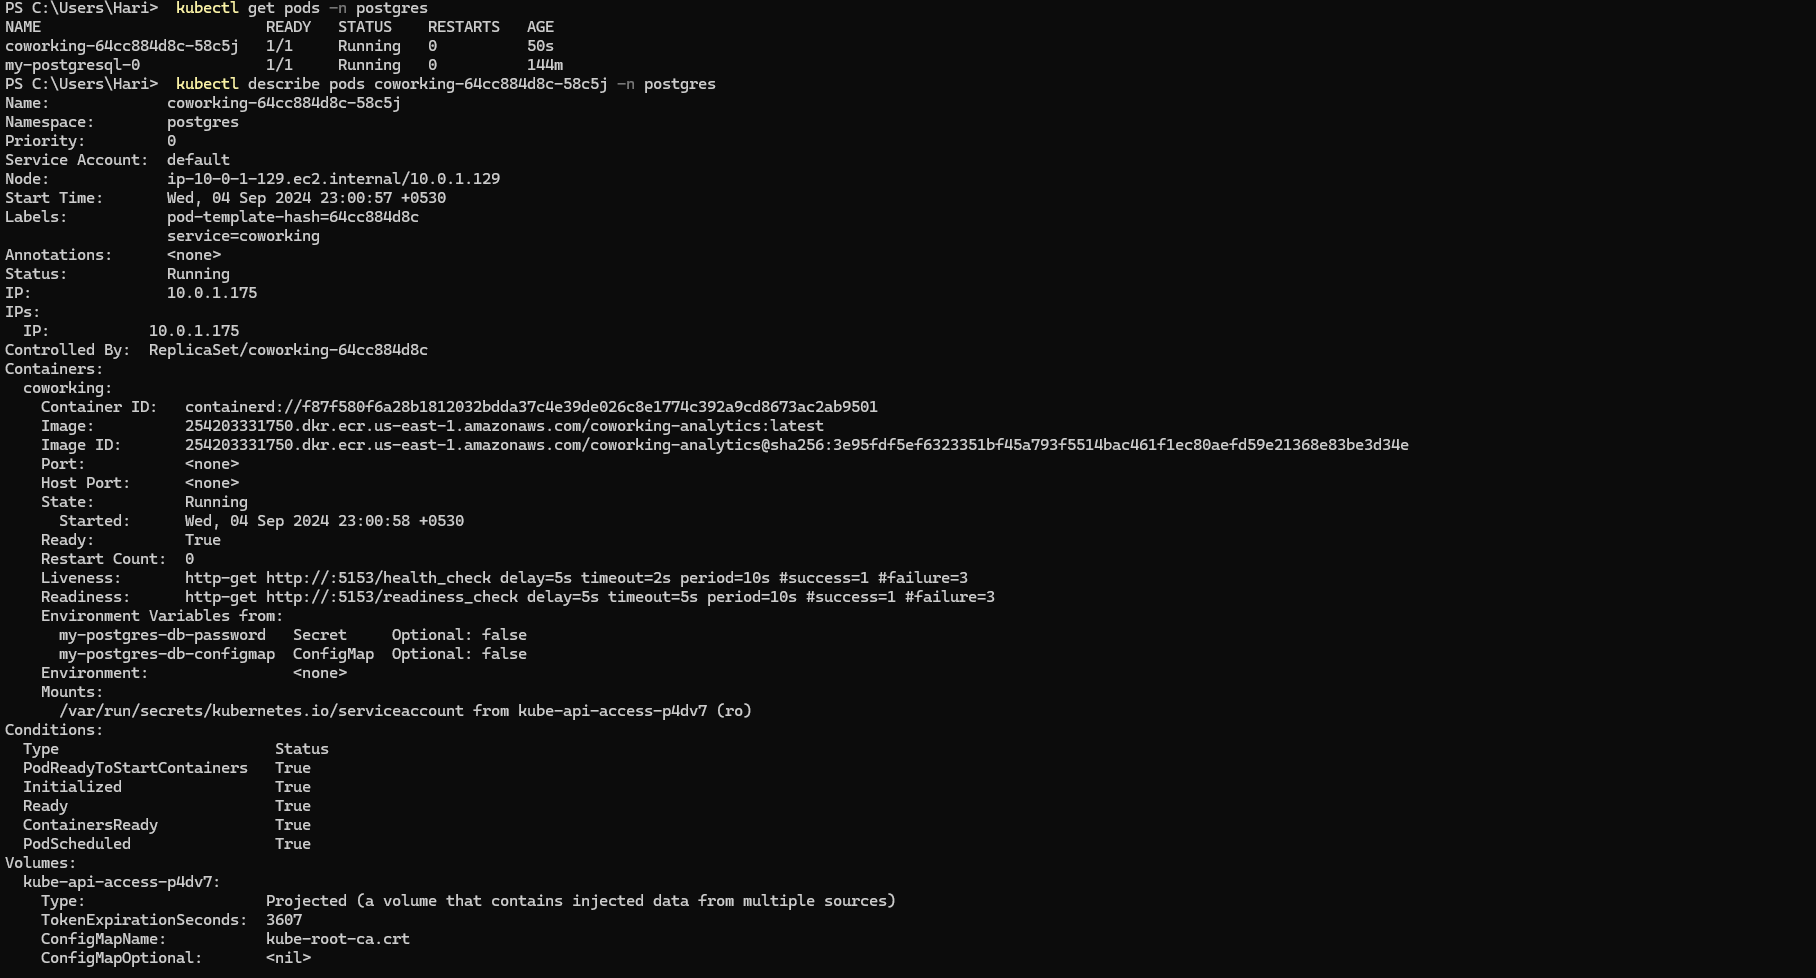 PS C:\Users\Hari>  kubectl get pods -n postgres
NAME                         READY   STATUS    RESTARTS   AGE
coworking-64cc884d8c-58c5j   1/1     Running   0          50s
my-postgresql-0              1/1     Running   0          144m
PS C:\Users\Hari>  kubectl describe pods coworking-64cc884d8c-58c5j -n postgres
Name:             coworking-64cc884d8c-58c5j
Namespace:        postgres
Priority:         0
Service Account:  default
Node:             ip-10-0-1-129.ec2.internal/10.0.1.129
Start Time:       Wed, 04 Sep 2024 23:00:57 +0530
Labels:           pod-template-hash=64cc884d8c
                  service=coworking
Annotations:      <none>
Status:           Running
IP:               10.0.1.175
IPs:
  IP:           10.0.1.175
Controlled By:  ReplicaSet/coworking-64cc884d8c
Containers:
  coworking:
    Container ID:   containerd://f87f580f6a28b1812032bdda37c4e39de026c8e1774c392a9cd8673ac2ab9501
    Image:          254203331750.dkr.ecr.us-east-1.amazonaws.com/coworking-analytics:latest
    Image ID:       254203331750.dkr.ecr.us-east-1.amazonaws.com/coworking-analytics@sha256:3e95fdf5ef6323351bf45a793f5514bac461f1ec80aefd59e21368e83be3d34e
    Port:           <none>
    Host Port:      <none>
    State:          Running
      Started:      Wed, 04 Sep 2024 23:00:58 +0530
    Ready:          True
    Restart Count:  0
    Liveness:       http-get http://:5153/health_check delay=5s timeout=2s period=10s #success=1 #failure=3
    Readiness:      http-get http://:5153/readiness_check delay=5s timeout=5s period=10s #success=1 #failure=3
    Environment Variables from:
      my-postgres-db-password   Secret     Optional: false
      my-postgres-db-configmap  ConfigMap  Optional: false
    Environment:                <none>
    Mounts:
      /var/run/secrets/kubernetes.io/serviceaccount from kube-api-access-p4dv7 (ro)
Conditions:
  Type                        Status
  PodReadyToStartContainers   True
  Initialized                 True
  Ready                       True
  ContainersReady             True
  PodScheduled                True
Volumes:
  kube-api-access-p4dv7:
    Type:                    Projected (a volume that contains injected data from multiple sources)
    TokenExpirationSeconds:  3607
    ConfigMapName:           kube-root-ca.crt
    ConfigMapOptional:       <nil>